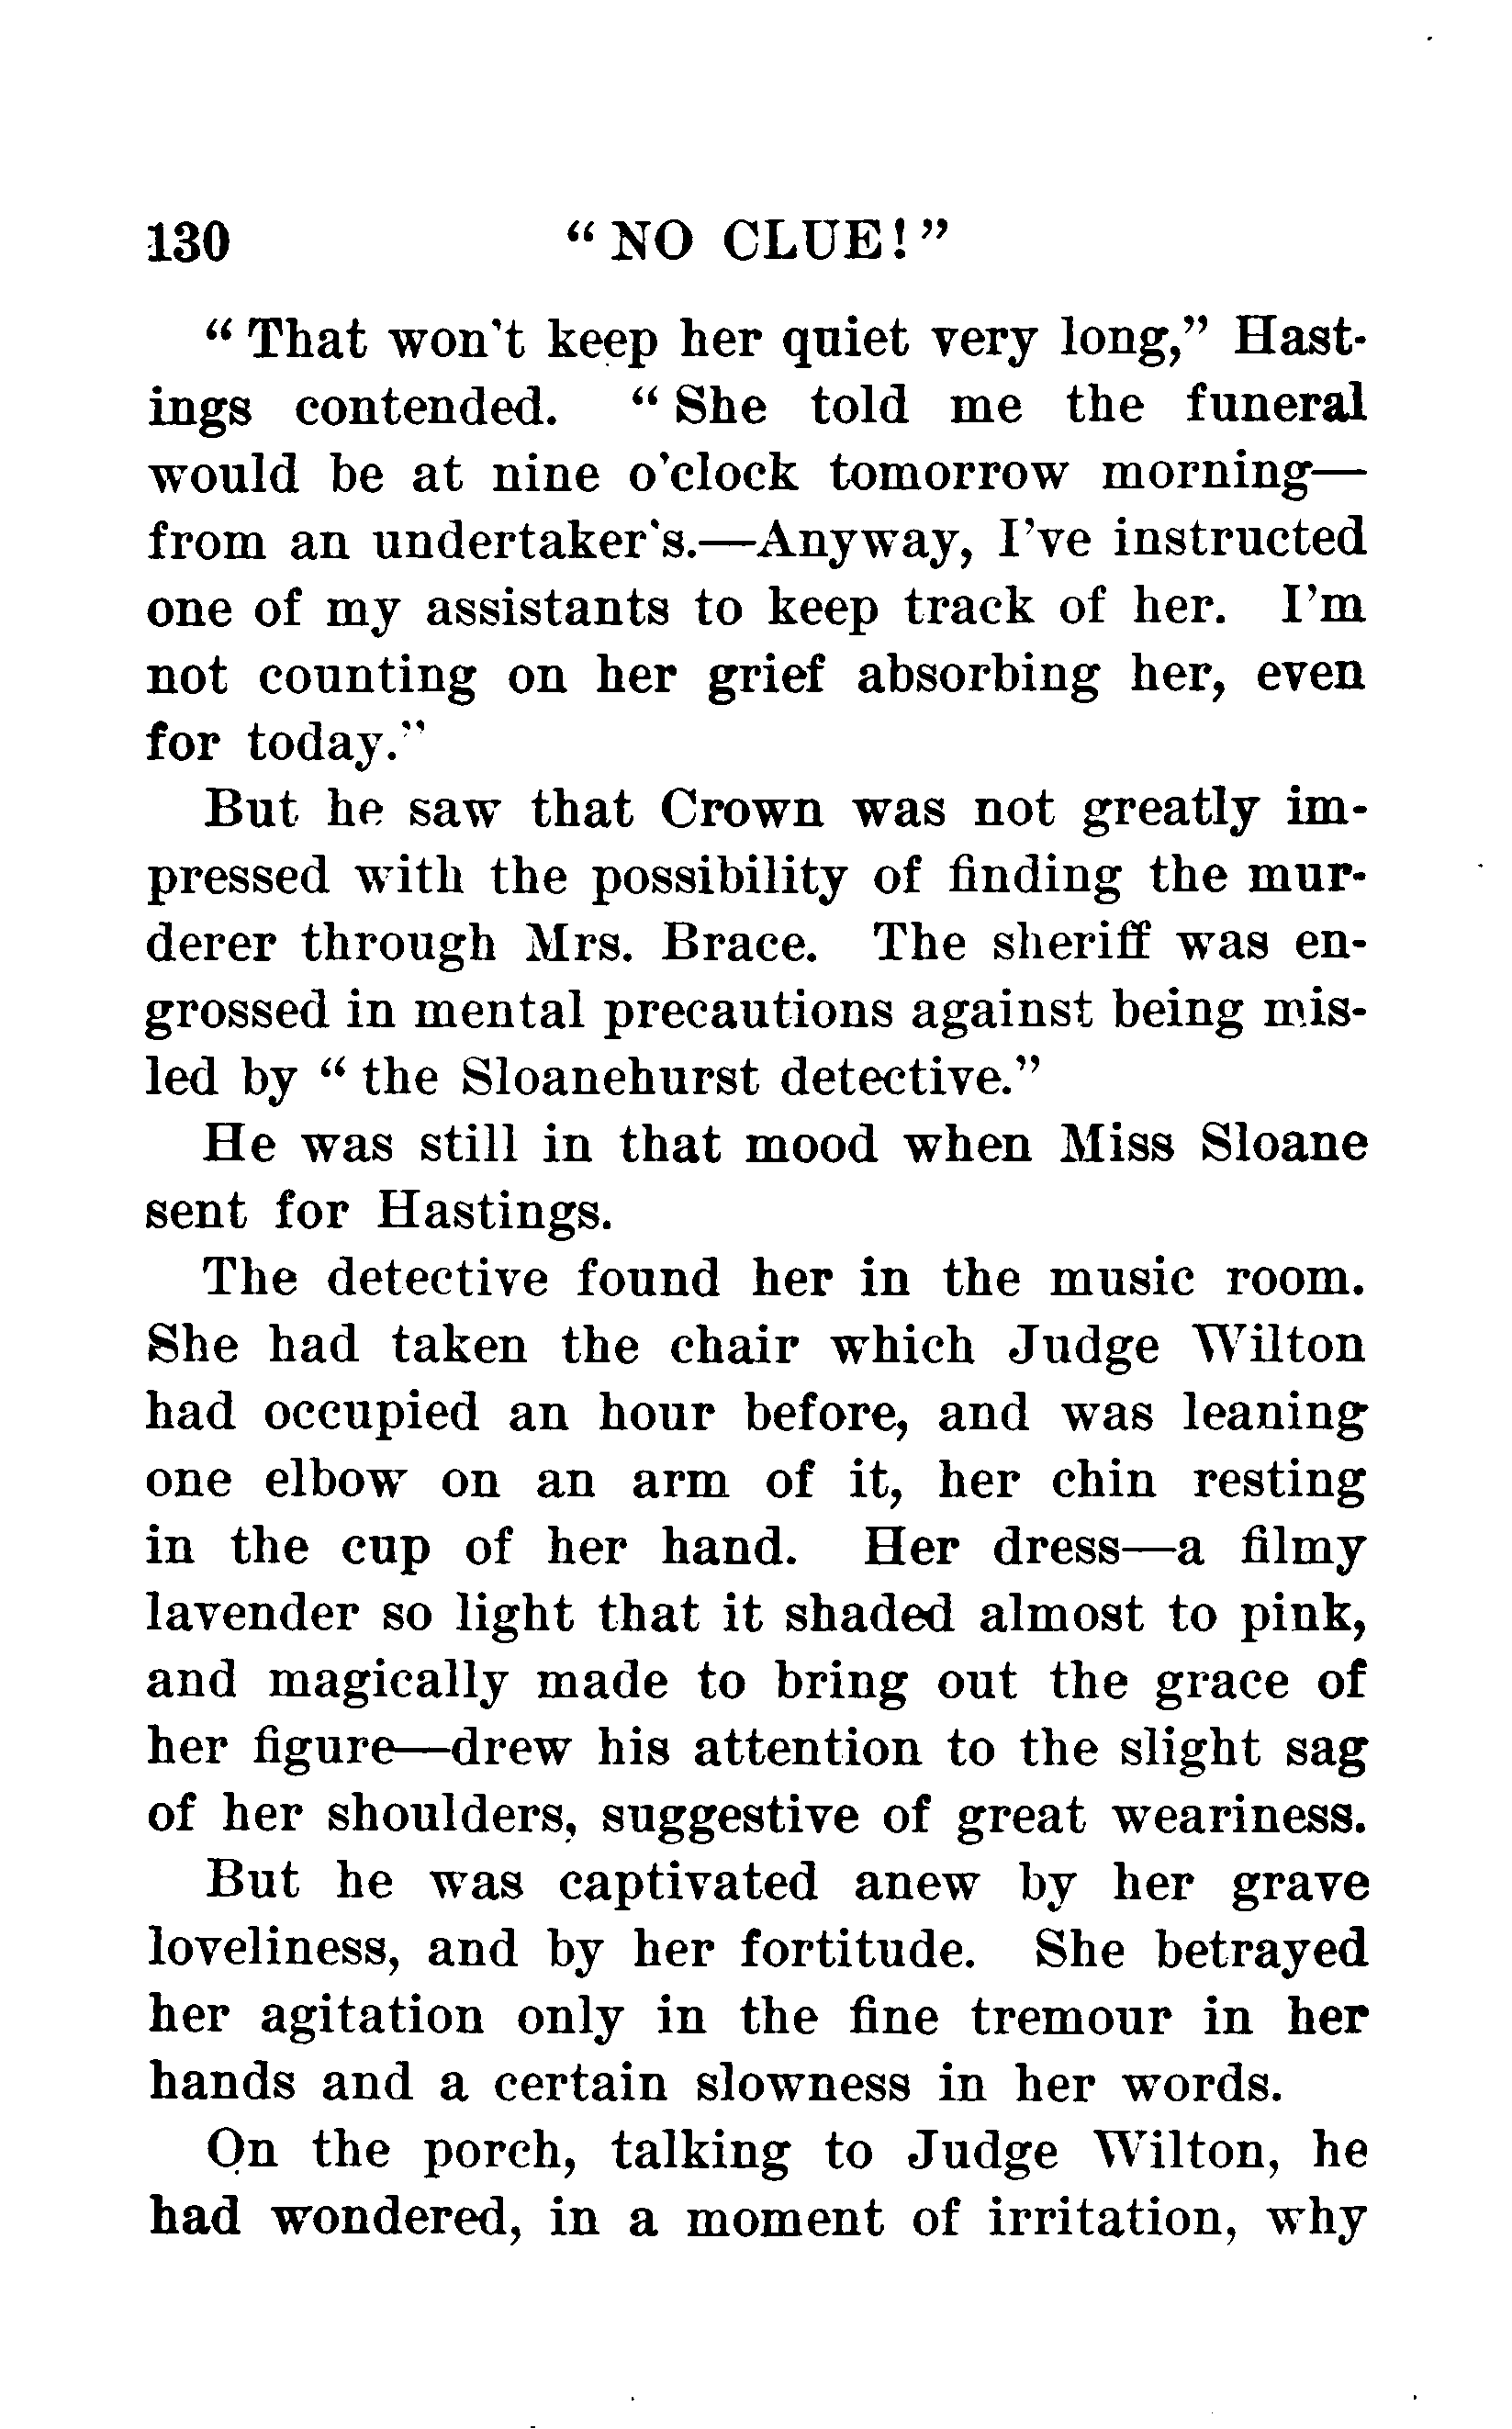 130 “ NO CLUE! ”
“ That won't keep her quiet very long,” Hast-
ings contended. “ She told me the funeral
would be at nine o'clock tomorrow morning—
from an undertaker's.—Anyway, I've instructed
one of my assistants to keep track of her. I'm
not counting on her grief absorbing her, even
for today.”
But he saw that Crown was not greatly im-
pressed with the possibility of finding the mur-
derer through Mrs. Brace. The sheriff was en-
grossed in mental precautions against being mis-
led by “ the Sloanehurst detective.”
He was still in that mood when Miss Sloane
sent for Hastings.
The detective found her in the music room.
She had taken the chair which Judge Wilton
had occupied an hour before, and was leaning
one elbow on an arm of it, her chin resting
in the cup of her hand. Her dress—a filmy
lavender so light that it shaded almost to pink,
and magically made to bring out the grace of
her figure—drew his attention to the slight sag
of her shoulders, suggestive of great weariness.
But he was captivated anew by her grave
loveliness, and by her fortitude. She betrayed
her agitation only in the fine tremour in her
hands and a certain slowness in her words.
On the porch, talking to Judge Wilton, he
had wondered, in a moment of irritation, why